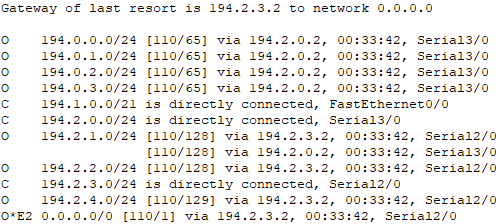 Gateway of last resort is 194.2.3.2 to network 0.0.0.0

O    194.0.0.0/24 [110/65] via 194.2.0.2, 00:33:42, Serial3/0
O    194.0.1.0/24 [110/65] via 194.2.0.2, 00:33:42, Serial3/0
O    194.0.2.0/24 [110/65] via 194.2.0.2, 00:33:42, Serial3/0
O    194.0.3.0/24 [110/65] via 194.2.0.2, 00:33:42, Serial3/0
C    194.1.0.0/21 is directly connected, FastEthernet0/0
C    194.2.0.0/24 is directly connected, Serial3/0
O    194.2.1.0/24 [110/128] via 194.2.3.2, 00:33:42, Serial2/0
                  [110/128] via 194.2.0.2, 00:33:42, Serial3/0
O    194.2.2.0/24 [110/128] via 194.2.3.2, 00:33:42, Serial2/0
C    194.2.3.0/24 is directly connected, Serial2/0
O    194.2.4.0/24 [110/129] via 194.2.3.2, 00:33:42, Serial2/0
O*E2 0.0.0.0/0 [110/1] via 194.2.3.2, 00:33:42, Serial2/0